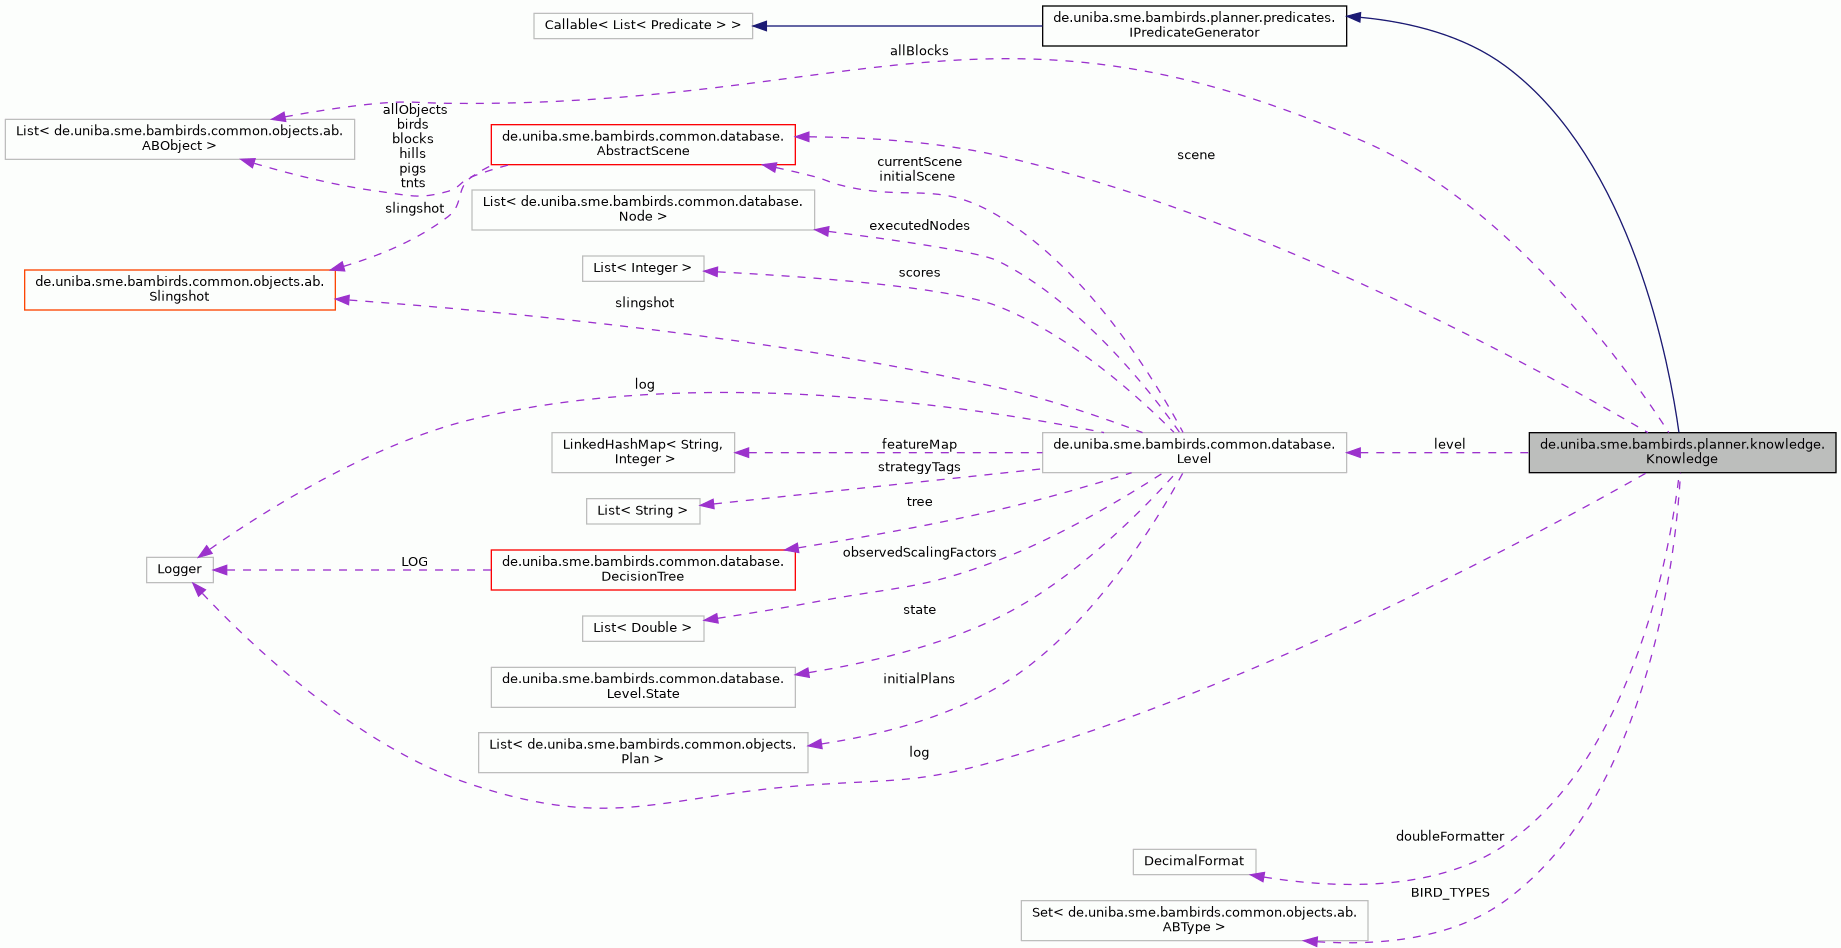 Callable< List< Predicate > >
de.uniba.sme.bambirds.planner.predicates.
IPredicateGenerator
allBlocks
List< de.uniba.sme.bambirds.common.objects.ab.
ABObject >
allObjects
birds
blocks
hills
pigs
tnts
de.uniba.sme.bambirds.common.database.
AbstractScene
scene
currentScene
initialScene
slingshot
List< de.uniba.sme.bambirds.common.database.
Node >
executedNodes
List< Integer >
scores
de.uniba.sme.bambirds.common.objects.ab.
Slingshot
slingshot
log
LinkedHashMap< String,
Integer >
featureMap
de.uniba.sme.bambirds.common.database.
Level
level
de.uniba.sme.bambirds.planner.knowledge.
Knowledge
strategyTags
List< String >
tree
Logger
LOG
de.uniba.sme.bambirds.common.database.
DecisionTree
observedScalingFactors
List< Double >
state
de.uniba.sme.bambirds.common.database.
Level.State
initialPlans
List< de.uniba.sme.bambirds.common.objects.
Plan >
log
doubleFormatter
DecimalFormat
BIRD_TYPES
Set< de.uniba.sme.bambirds.common.objects.ab.
ABType >